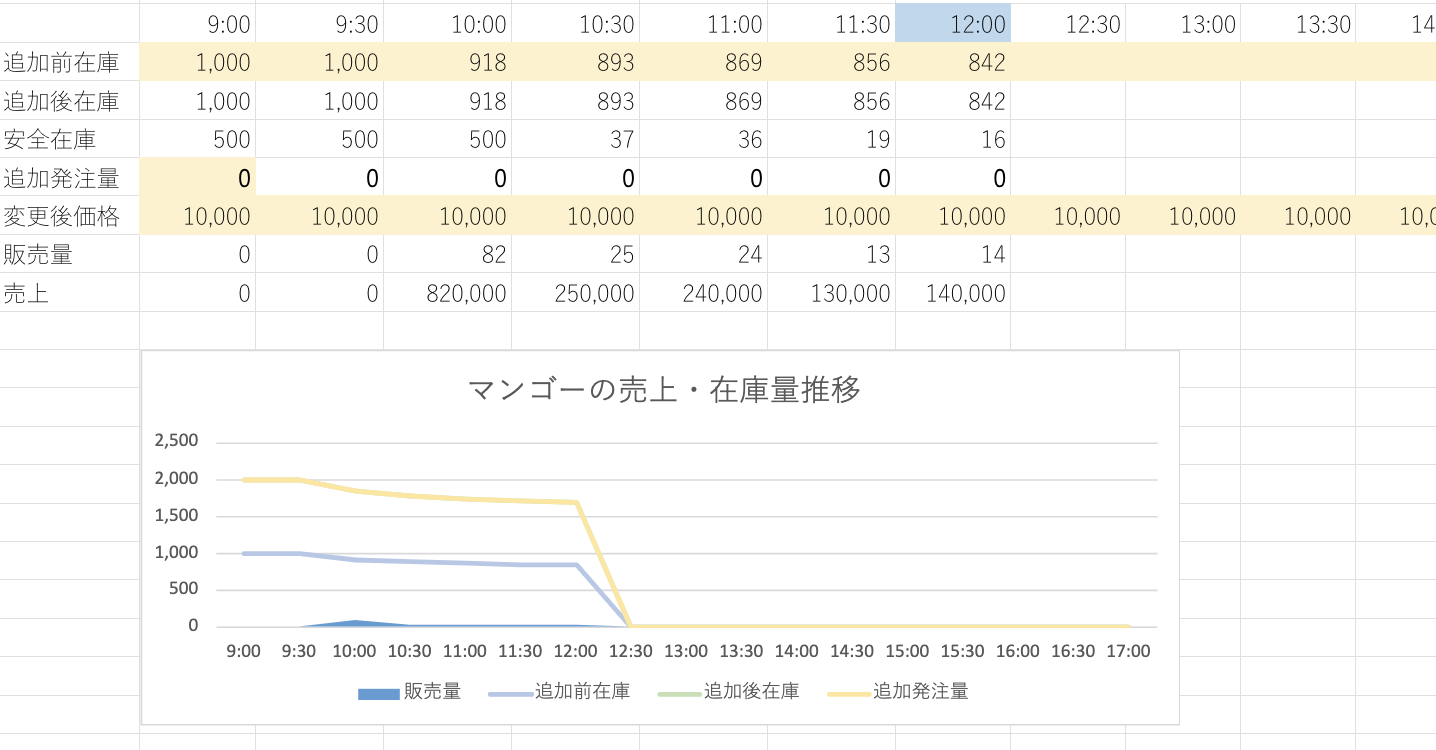 9:00 9:30 10:00 10:30 11:00 11:30 12:00 12:30 13:00 13:30 14
追加前在庫 1,000 1,000 918 893 869 856 842
追加後在庫 1,000 1,000 918 893 869 856 842
安全在庫 500 500 500 37 36 19 16
追加発注量 0 0 0 0 0 0 0
変更後価格 10,000 10,000 10,000 10,000 10,000 10,000 10,000 10,000 10,000 10,000 10,0
販売量 0 0 82 25 24 13 14
売上 0 0 820,000 250,000 240,000 130,000 140,000
マンゴーの売上・在庫量推移
2,500
2,000
1,500
1,000
500
0
9:00 9:30 10:00 10:30 11:00 11:30 12:00 12:30 13:00 13:30 14:00 14:30 15:00 15:30 16:00 16:30 17:00
販売量 追加前在庫 追加後在庫 追加発注量